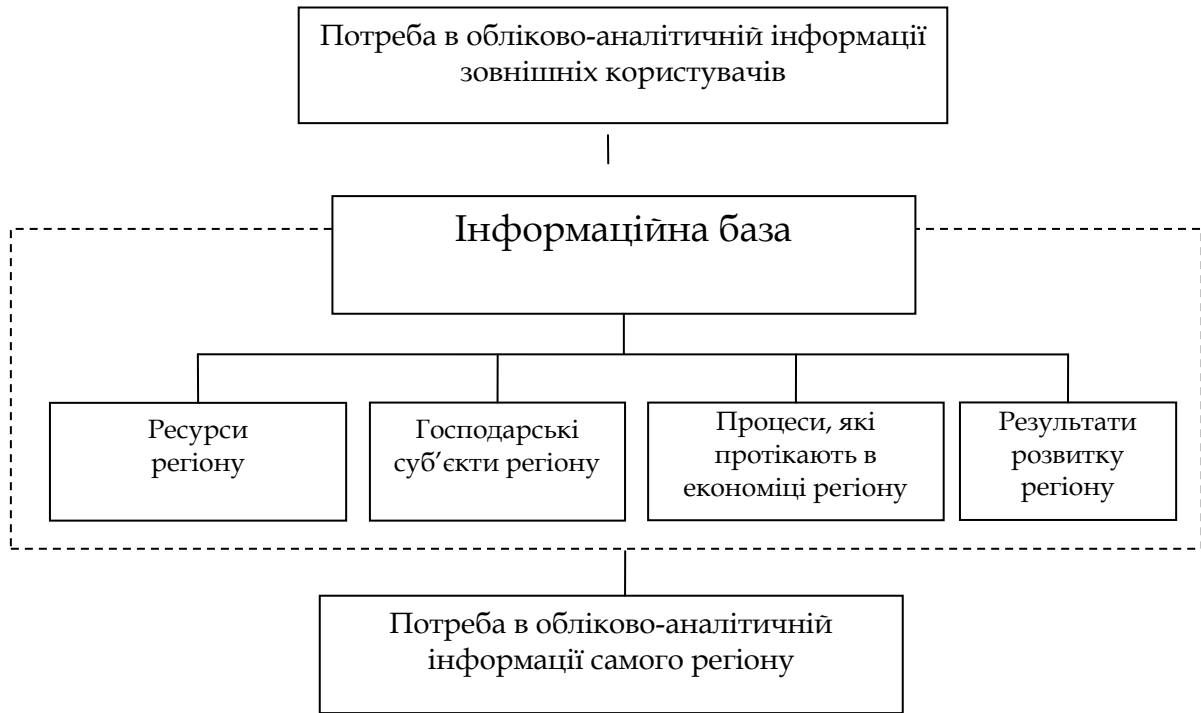 Потреба в обліково-аналітичній інформації
зовнішніх користувачів
Інформаційна база
Ресурси
регіону
Господарські
суб’єкти регіону
Процеси, які
протікають в
економіці регіону
Результати
розвитку
регіону
Потреба в обліково-аналітичній
інформації самого регіону